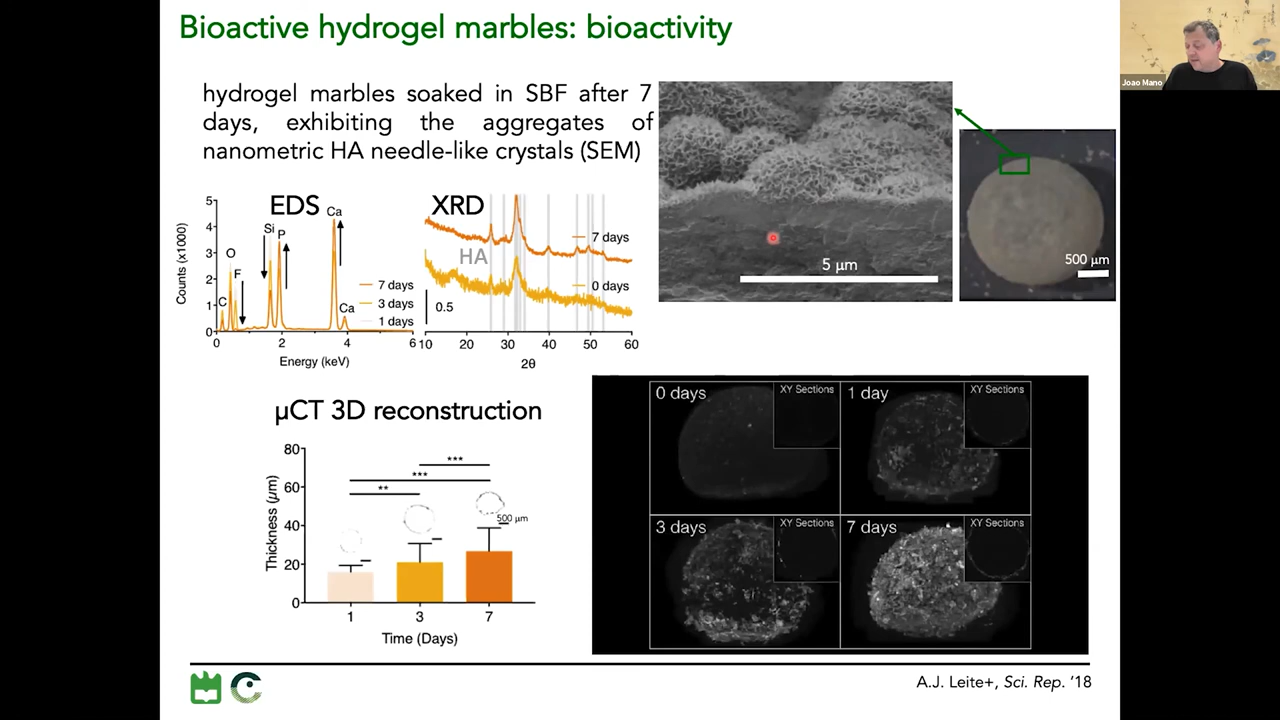 Bioactive hydrogel marbles: bioactivity
Joao Mano
hydrogel marbles soaked in SBF after 7
days, exhibiting the aggregates of
nanometric HA needle-like crystals (SEM)
5 μm
500 μm
EDS
Counts (x1000)
5
4
3
2
1
0
C
O
F
Si
P
Ca
Ca
7 days
3 days
1 days
0 2 4 6
Energy (keV)
XRD
HA
7 days
0 days
0.5
10 20 30 40 50 60
2θ
μCT 3D reconstruction
Thickness (μm)
80
60
40
20
0
***
***
**
500 μm
1 3 7
Time (Days)
0 days
XY Sections
1 day
XY Sections
3 days
XY Sections
7 days
XY Sections
A.J. Leite+, Sci. Rep. '18